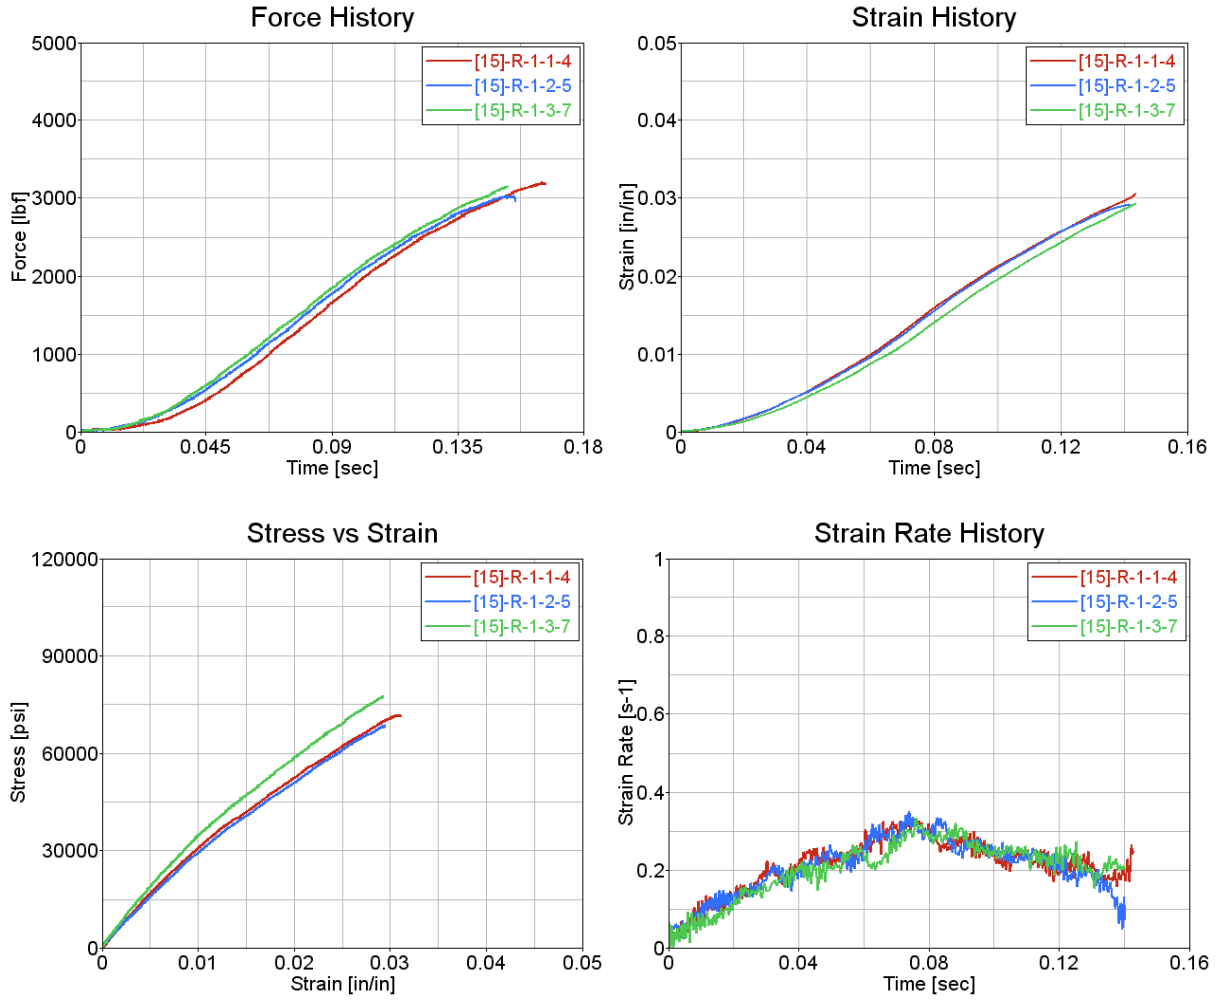 Force History
5000
4000
3000
2000
1000
0
Force [lbf]
[15]-R-1-1-4
[15]-R-1-2-5
[15]-R-1-3-7
0 0.045 0.09 0.135 0.18
Time [sec]
Strain History
0.05
0.04
0.03
0.02
0.01
0
Strain [in/in]
[15]-R-1-1-4
[15]-R-1-2-5
[15]-R-1-3-7
0 0.04 0.08 0.12 0.16
Time [sec]
Stress vs Strain
120000
90000
60000
30000
0
Stress [psi]
[15]-R-1-1-4
[15]-R-1-2-5
[15]-R-1-3-7
0 0.01 0.02 0.03 0.04 0.05
Strain [in/in]
Strain Rate History
1
0.8
0.6
0.4
0.2
0
Strain Rate [s-1]
[15]-R-1-1-4
[15]-R-1-2-5
[15]-R-1-3-7
0 0.04 0.08 0.12 0.16
Time [sec]